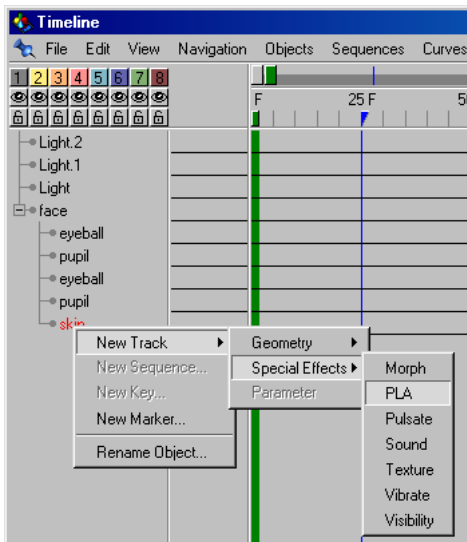 Timeline
File Edit View Navigation Objects Sequences Curves
1 2 3 4 5 6 7 8
F 25 F
Light.2
Light.1
Light
face
eyeball
pupil
eyeball
pupil
skin
New Track
New Sequence...
New Key...
New Marker...
Rename Object...
Geometry
Special Effects
Parameter
Morph
PLA
Pulsate
Sound
Texture
Vibrate
Visibility